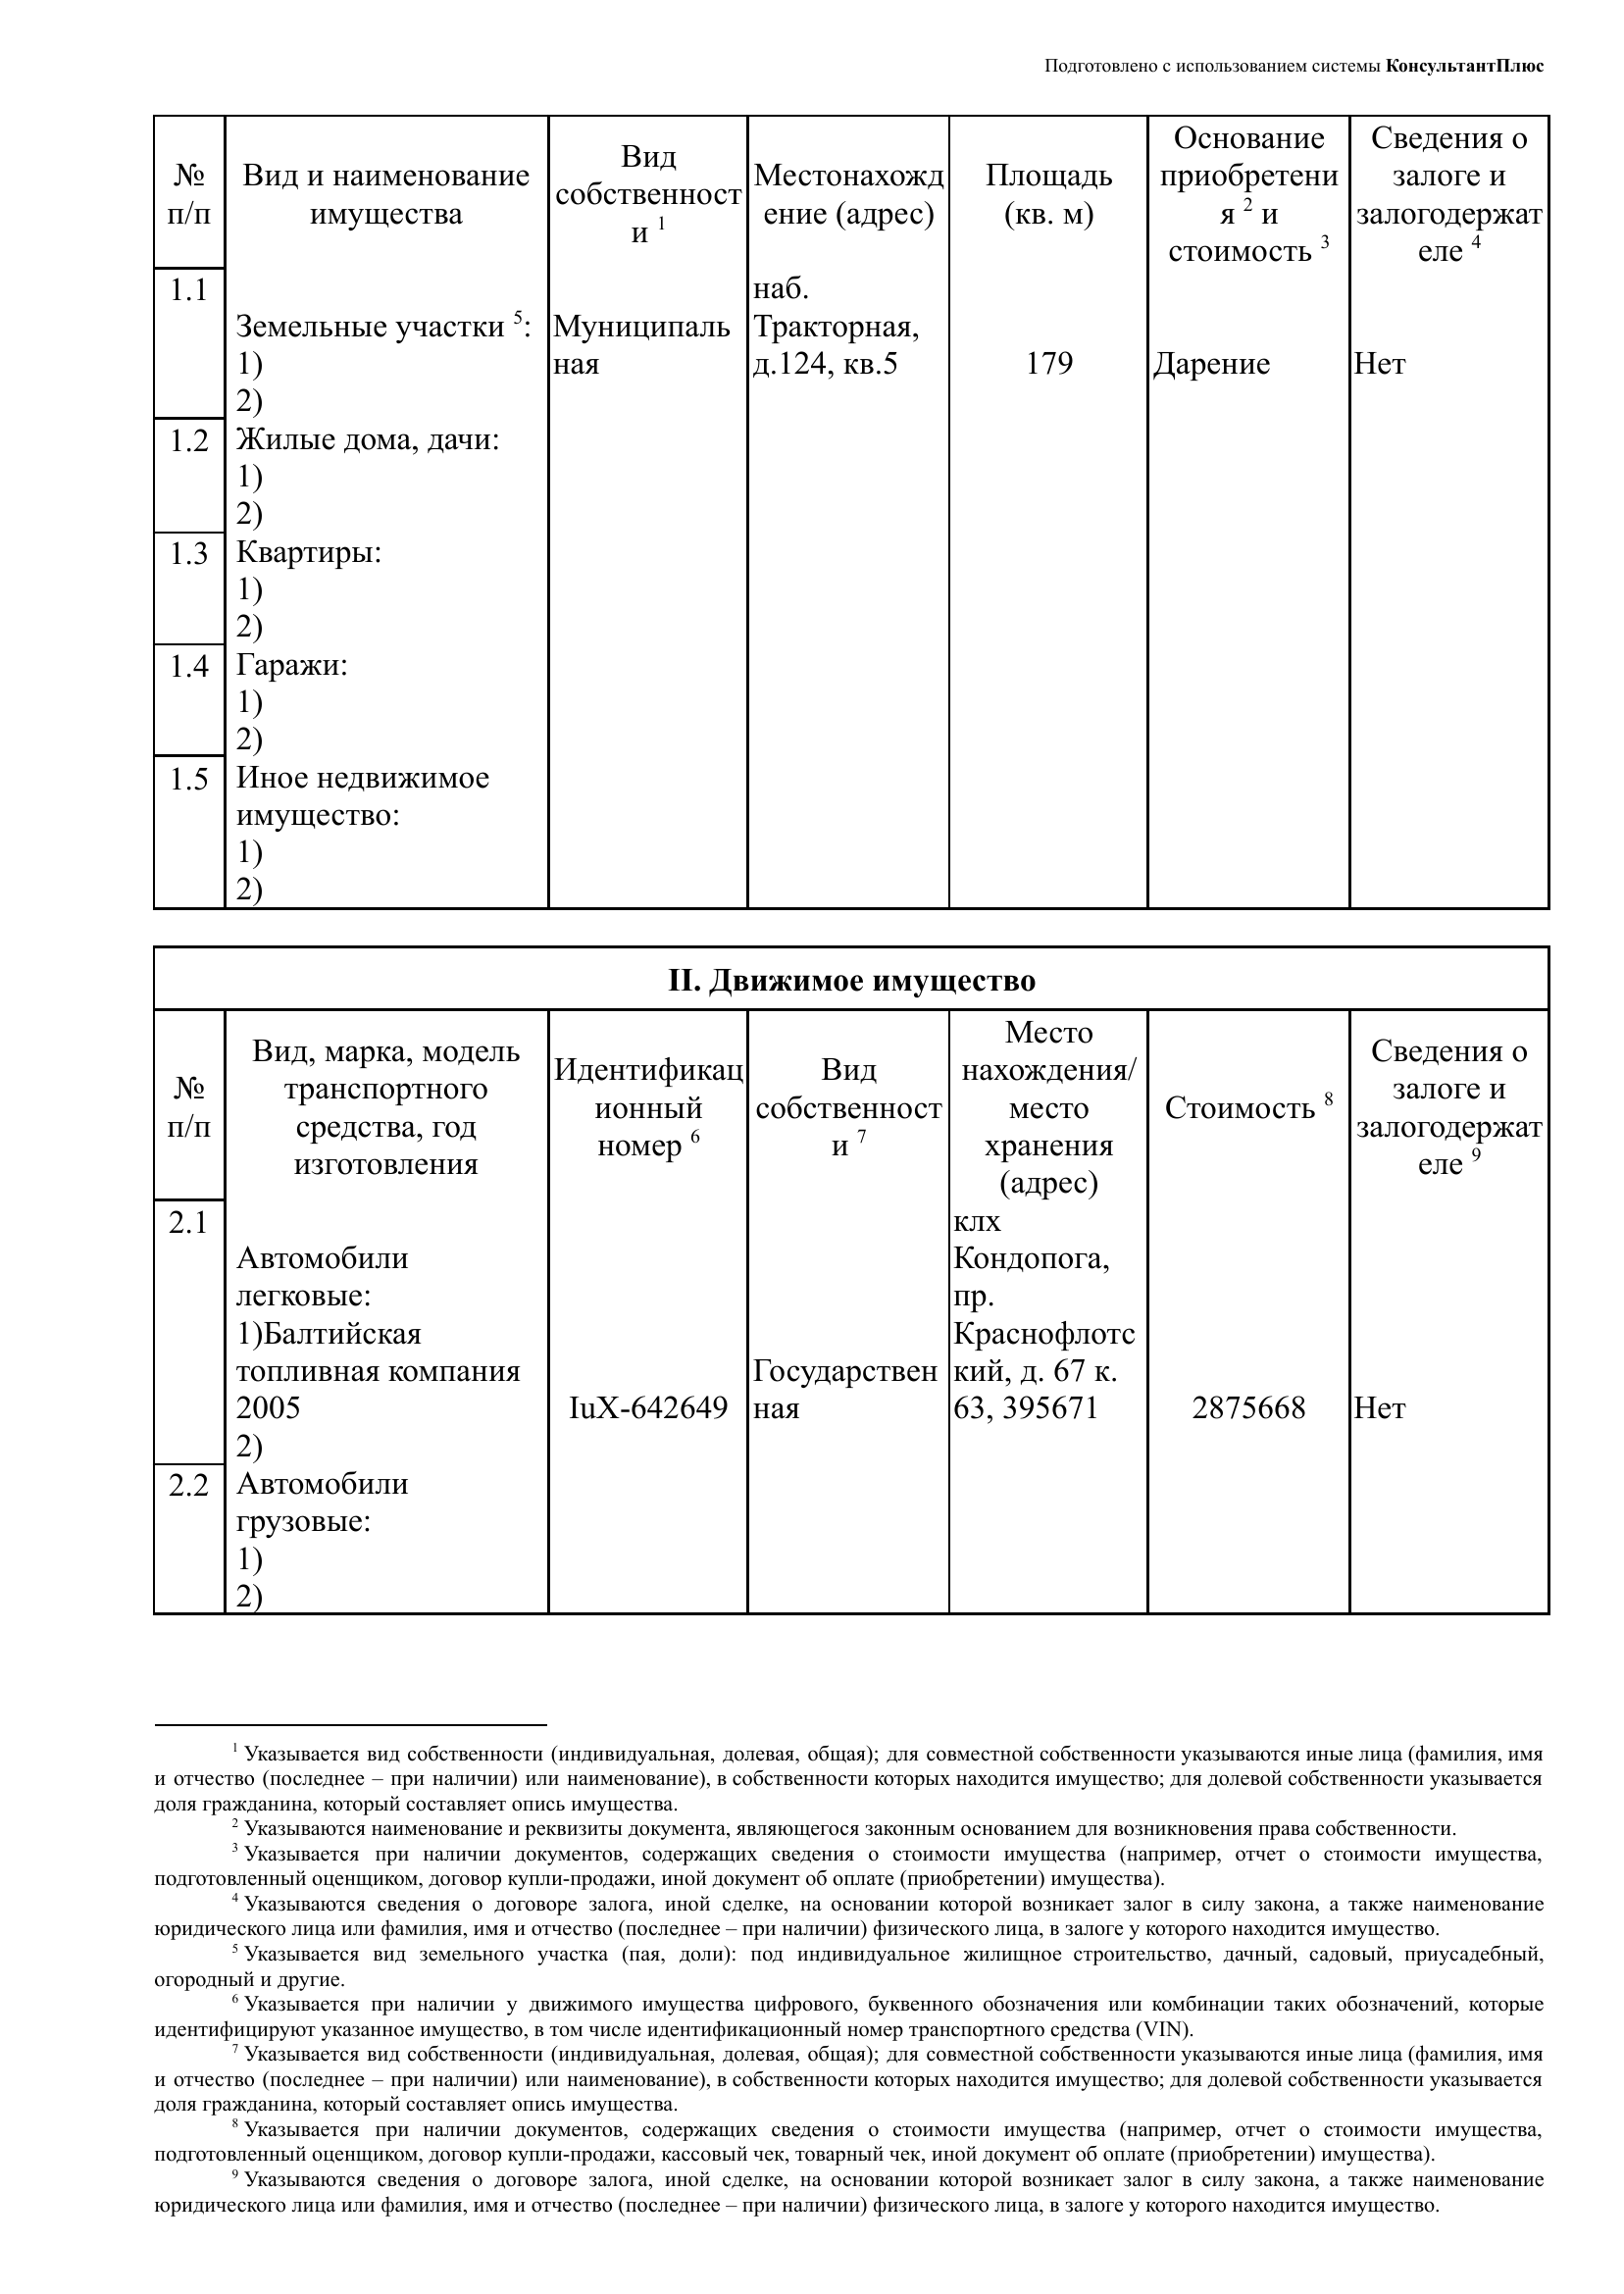 Подготовлено с использованием системы КонсультантПлюс
№ п/п
Вид и наименование имущества
Вид собственност и 1
Местонахожд ение (адрес)
Площадь (кв. м)
Основание приобретени я 2 и стоимость 3
Сведения о залоге и залогодержат еле 4
1.1
Земельные участки 5:
1)
2)
Муниципаль
ная
наб.
Тракторная,
д.124, кв.5
179
Дарение
Нет
1.2
Жилые дома, дачи:
1)
2)
1.3
Квартиры:
1)
2)
1.4
Гаражи:
1)
2)
1.5
Иное недвижимое
имущество:
1)
2)
II. Движимое имущество
№ п/п
Вид, марка, модель транспортного средства, год изготовления
Идентификац ионный номер 6
Вид собственност и 7
Место нахождения/ место хранения (адрес)
Стоимость 8
Сведения о залоге и залогодержат еле 9
2.1
Автомобили
легковые:
1)Балтийская
топливная компания
2005
2)
IuX-642649
Государствен
ная
клх
Кондопога,
пр.
Краснофлотс
кий, д. 67 к.
63, 395671
2875668
Нет
2.2
Автомобили
грузовые:
1)
2)
1 Указывается вид собственности (индивидуальная, долевая, общая); для совместной собственности указываются иные лица (фамилия, имя
и отчество (последнее – при наличии) или наименование), в собственности которых находится имущество; для долевой собственности указывается
доля гражданина, который составляет опись имущества.
2 Указываются наименование и реквизиты документа, являющегося законным основанием для возникновения права собственности.
3 Указывается при наличии документов, содержащих сведения о стоимости имущества (например, отчет о стоимости имущества,
подготовленный оценщиком, договор купли-продажи, иной документ об оплате (приобретении) имущества).
4 Указываются сведения о договоре залога, иной сделке, на основании которой возникает залог в силу закона, а также наименование
юридического лица или фамилия, имя и отчество (последнее – при наличии) физического лица, в залоге у которого находится имущество.
5 Указывается вид земельного участка (пая, доли): под индивидуальное жилищное строительство, дачный, садовый, приусадебный,
огородный и другие.
6 Указывается при наличии у движимого имущества цифрового, буквенного обозначения или комбинации таких обозначений, которые
идентифицируют указанное имущество, в том числе идентификационный номер транспортного средства (VIN).
7 Указывается вид собственности (индивидуальная, долевая, общая); для совместной собственности указываются иные лица (фамилия, имя
и отчество (последнее – при наличии) или наименование), в собственности которых находится имущество; для долевой собственности указывается
доля гражданина, который составляет опись имущества.
8 Указывается при наличии документов, содержащих сведения о стоимости имущества (например, отчет о стоимости имущества,
подготовленный оценщиком, договор купли-продажи, кассовый чек, товарный чек, иной документ об оплате (приобретении) имущества).
9 Указываются сведения о договоре залога, иной сделке, на основании которой возникает залог в силу закона, а также наименование
юридического лица или фамилия, имя и отчество (последнее – при наличии) физического лица, в залоге у которого находится имущество.